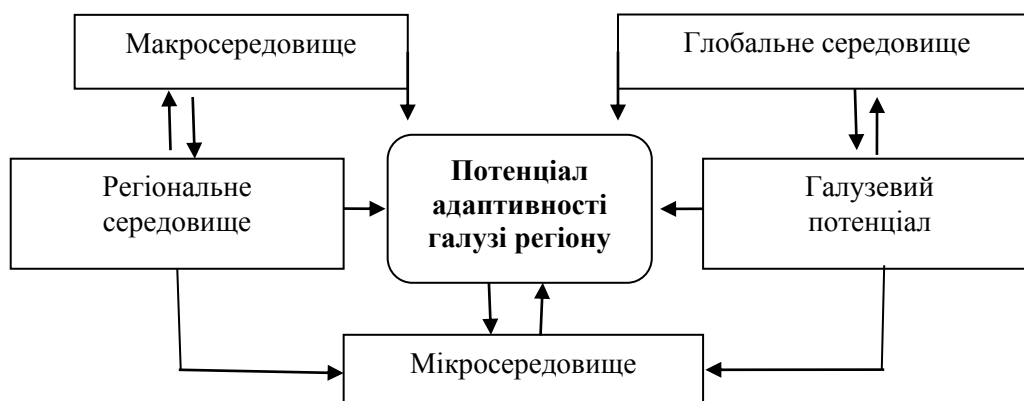 Макросередовище
Глобальне середовище
Регіональне
середовище
Потенціал
адаптивності
галузі регіону
Галузевий
потенціал
Мікросередовище